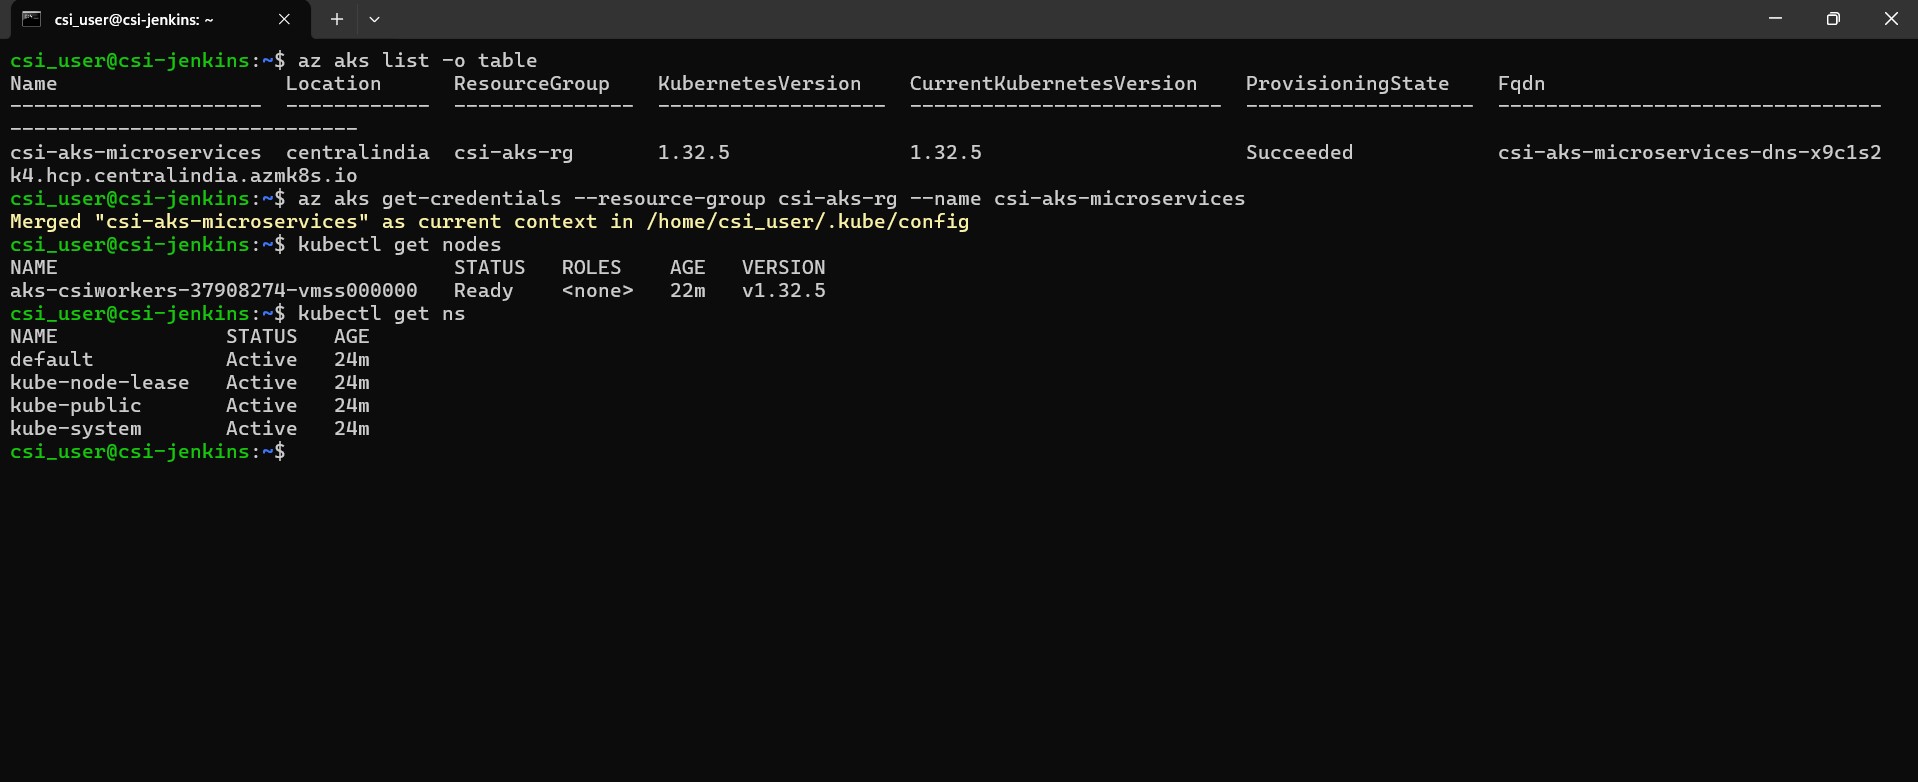 csi_user@csi-jenkins: ~
csi_user@csi-jenkins:~$ az aks list -o table
Name                   Location      ResourceGroup    KubernetesVersion    CurrentKubernetesVersion    ProvisioningState    Fqdn
---------------------  ------------  ---------------  -------------------  --------------------------  -------------------  --------------------------------
-----------------------------
csi-aks-microservices  centralindia  csi-aks-rg       1.32.5               1.32.5                      Succeeded            csi-aks-microservices-dns-x9c1s2
k4.hcp.centralindia.azmk8s.io
csi_user@csi-jenkins:~$ az aks get-credentials --resource-group csi-aks-rg --name csi-aks-microservices
Merged "csi-aks-microservices" as current context in /home/csi_user/.kube/config
csi_user@csi-jenkins:~$ kubectl get nodes
NAME                                 STATUS   ROLES    AGE   VERSION
aks-csiworkers-37908274-vmss000000   Ready    <none>   22m   v1.32.5
csi_user@csi-jenkins:~$ kubectl get ns
NAME              STATUS   AGE
default           Active   24m
kube-node-lease   Active   24m
kube-public       Active   24m
kube-system       Active   24m
csi_user@csi-jenkins:~$